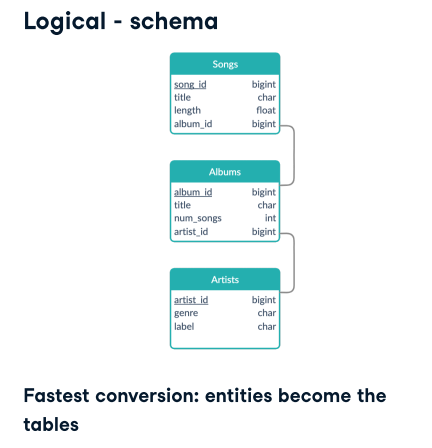 Logical - schema
Songs
song_id bigint
title char
length float
album_id bigint
Albums
album_id bigint
title char
num_songs int
artist_id bigint
Artists
artist_id bigint
genre char
label char
Fastest conversion: entities become the
tables